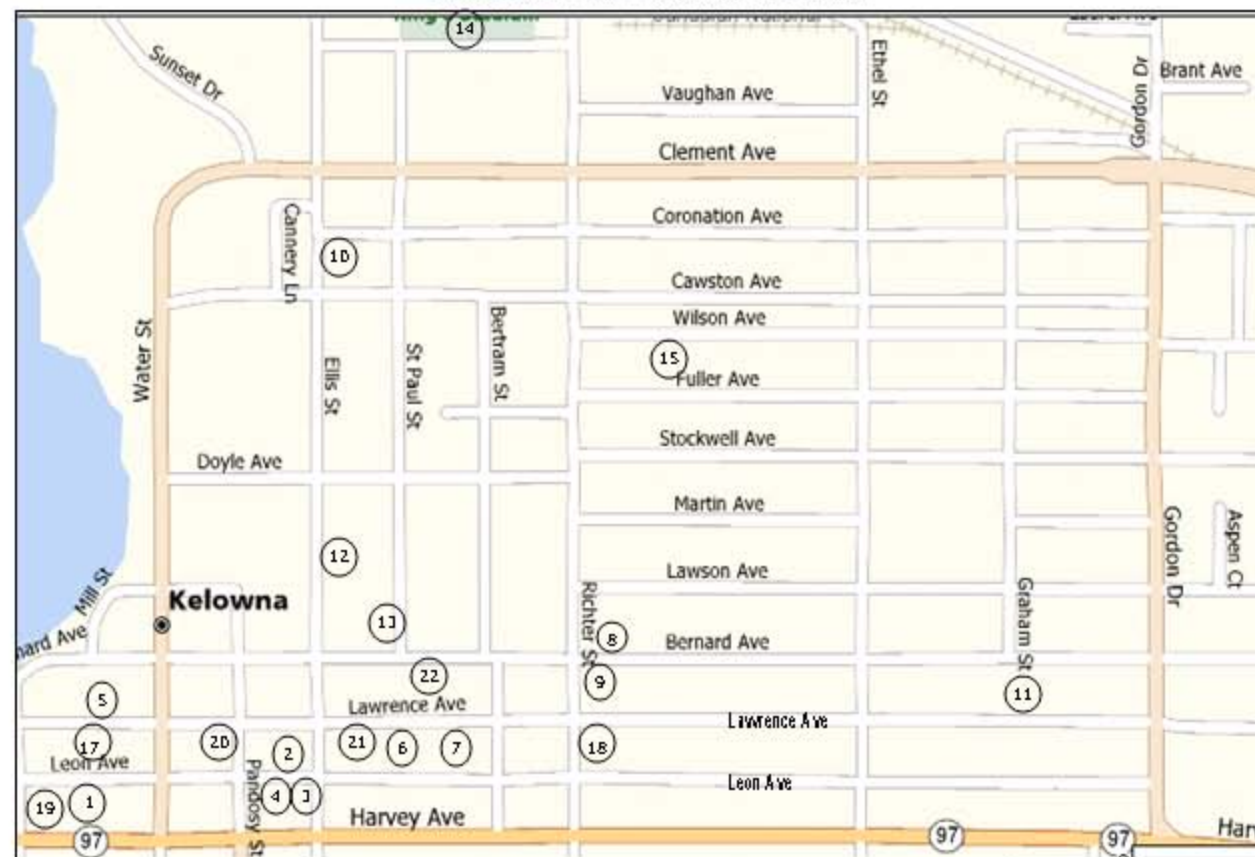 14
Sunset Dr
Ethel St
Gordon Dr
Brant Ave
Vaughan Ave
Clement Ave
Coronation Ave
Cannery Ln
10
Cawston Ave
Wilson Ave
Water St
Ellis St
St Paul St
Bertram St
15
Fuller Ave
Stockwell Ave
Doyle Ave
Martin Ave
Gordon Dr
Aspen Ct
12
Lawson Ave
Mill St
Kelowna
Richter St
Graham St
13
8
Bernard Ave
nard Ave
22
9
5
11
Lawrence Ave
Lawrence Ave
17
20
2
21
6
7
18
Leon Ave
Pandosy St
Leon Ave
19
1
4
3
Harvey Ave
97
97
97
Har